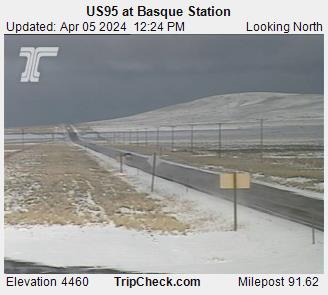 US95 at Basque Station
Updated: Apr 05 2024 12:24 PM Looking North
Elevation 4460 TripCheck.com Milepost 91.62